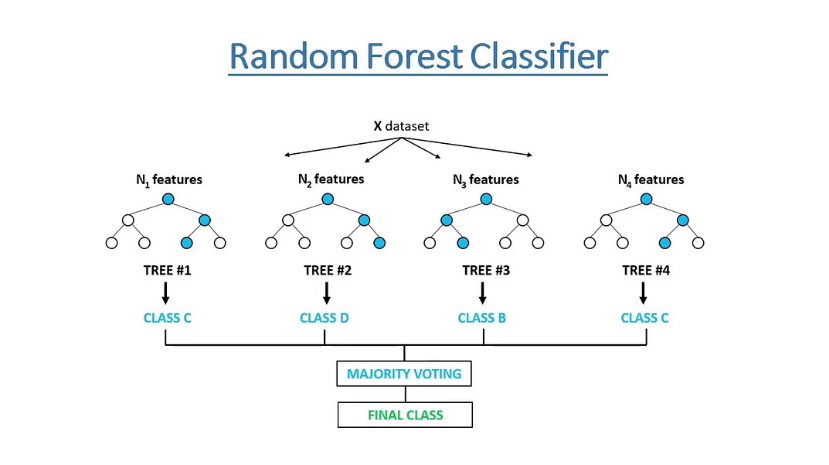 Random Forest Classifier
X dataset
N1 features N2 features N3 features N4 features
TREE #1 TREE #2 TREE #3 TREE #4
CLASS C CLASS D CLASS B CLASS C
MAJORITY VOTING
FINAL CLASS